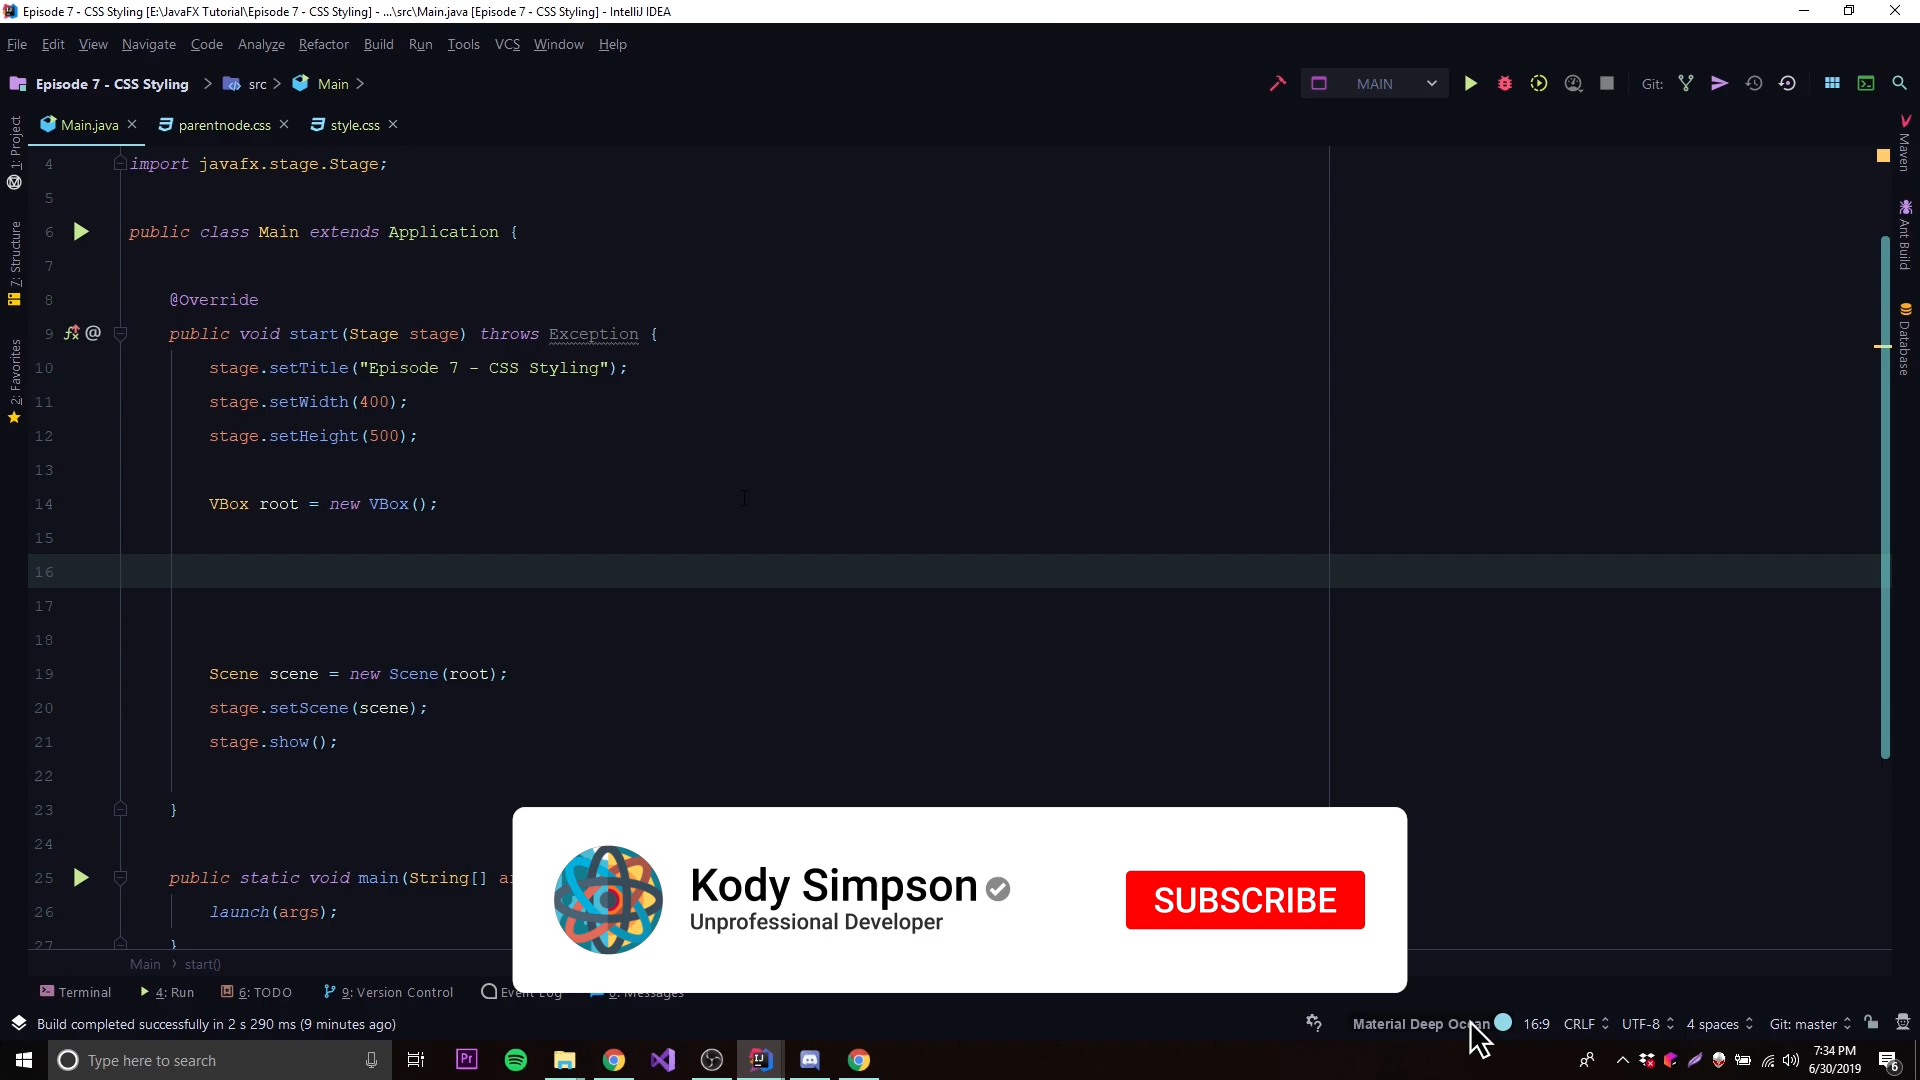 Episode 7 - CSS Styling [E:\JavaFX Tutorial\Episode 7 - CSS Styling] - ...\src\Main.java [Episode 7 - CSS Styling] - IntelliJ IDEA
File Edit View Navigate Code Analyze Refactor Build Run Tools VCS Window Help
Episode 7 - CSS Styling src Main MAIN Git:
Main.java parentnode.css style.css
1: Project
7: Structure
2: Favorites
Maven
Ant Build
Database
4 import javafx.stage.Stage;
5
6 public class Main extends Application {
7
8 @Override
9 public void start(Stage stage) throws Exception {
10 stage.setTitle("Episode 7 - CSS Styling");
11 stage.setWidth(400);
12 stage.setHeight(500);
13
14 VBox root = new VBox();
15
16
17
18
19 Scene scene = new Scene(root);
20 stage.setScene(scene);
21 stage.show();
22
23 }
24
25 public static void main(String[] a
26 launch(args);
27 }
Main > start()
Kody Simpson
Unprofessional Developer
SUBSCRIBE
Terminal 4: Run 6: TODO 9: Version Control Event Log Messages
Build completed successfully in 2 s 290 ms (9 minutes ago) Material Deep Ocean 16:9 CRLF UTF-8 4 spaces Git: master
Type here to search
7:34 PM
6/30/2019
6